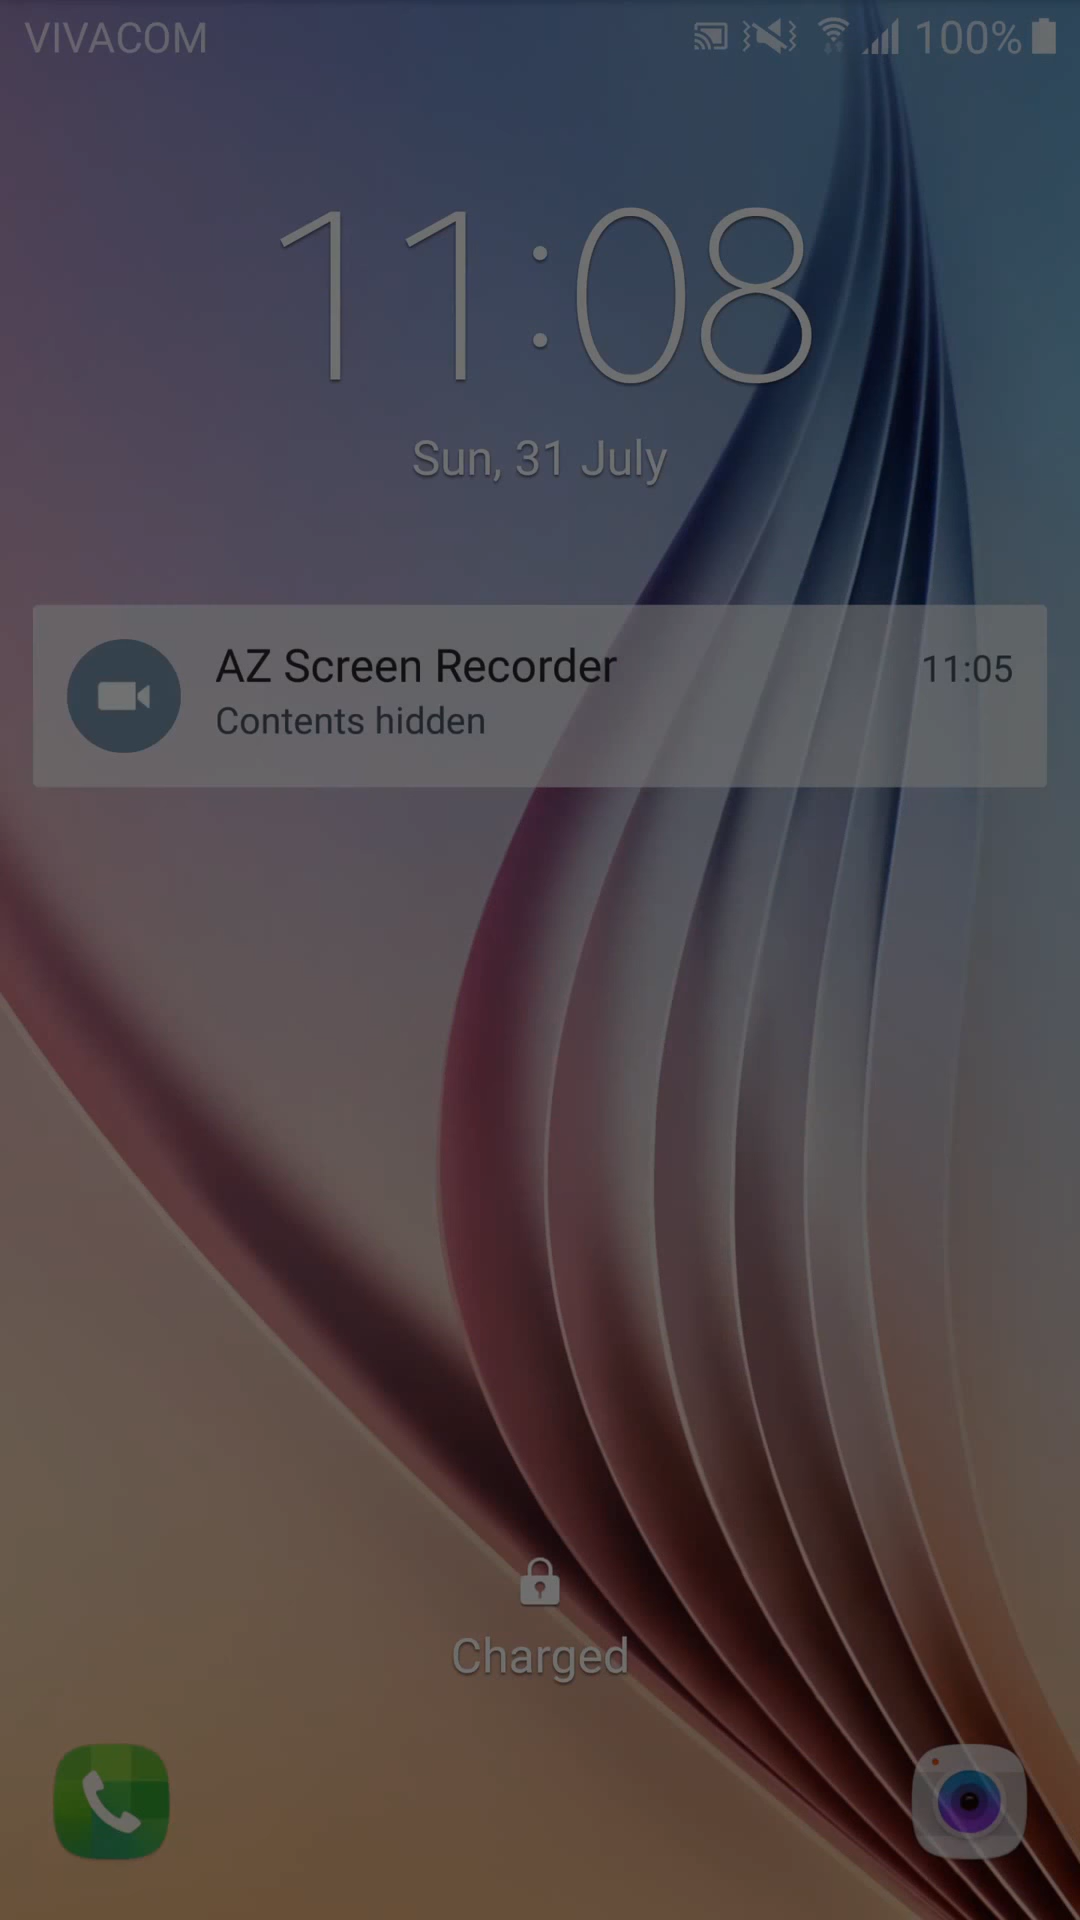 VIVACOM 100%
11:08
Sun, 31 July
AZ Screen Recorder 11:05
Contents hidden
Charged